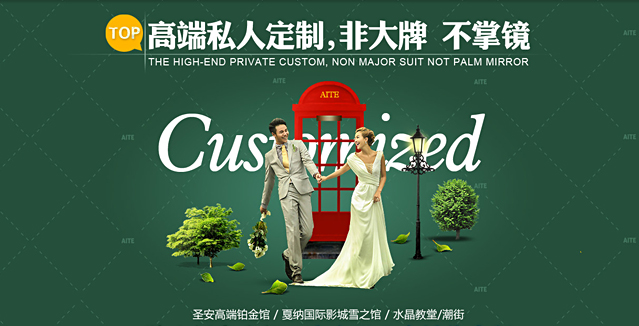 TOP
高端私人定制,非大牌 不掌镜
THE HIGH-END PRIVATE CUSTOM, NON MAJOR SUIT NOT PALM MIRROR
AITE
Customized
圣安高端铂金馆 / 戛纳国际影城雪之馆 / 水晶教堂/潮街